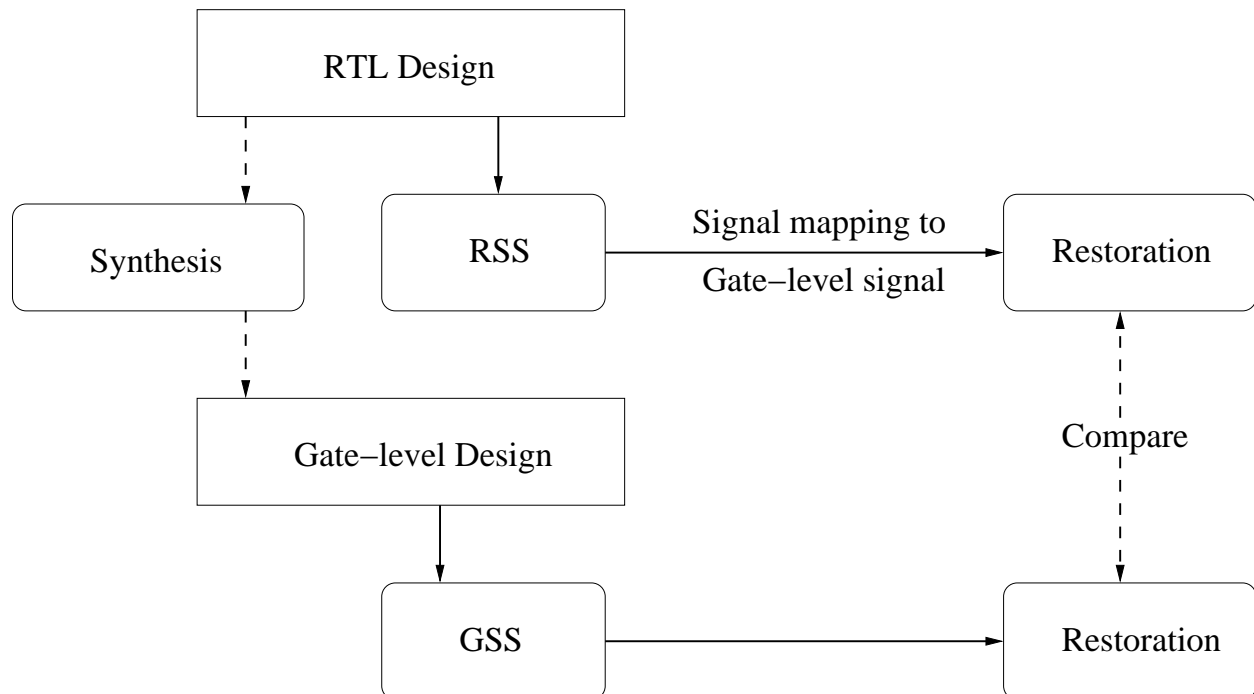 RTL Design
Synthesis
RSS
Signal mapping to
Gate−level signal
Restoration
Gate−level Design
Compare
GSS
Restoration